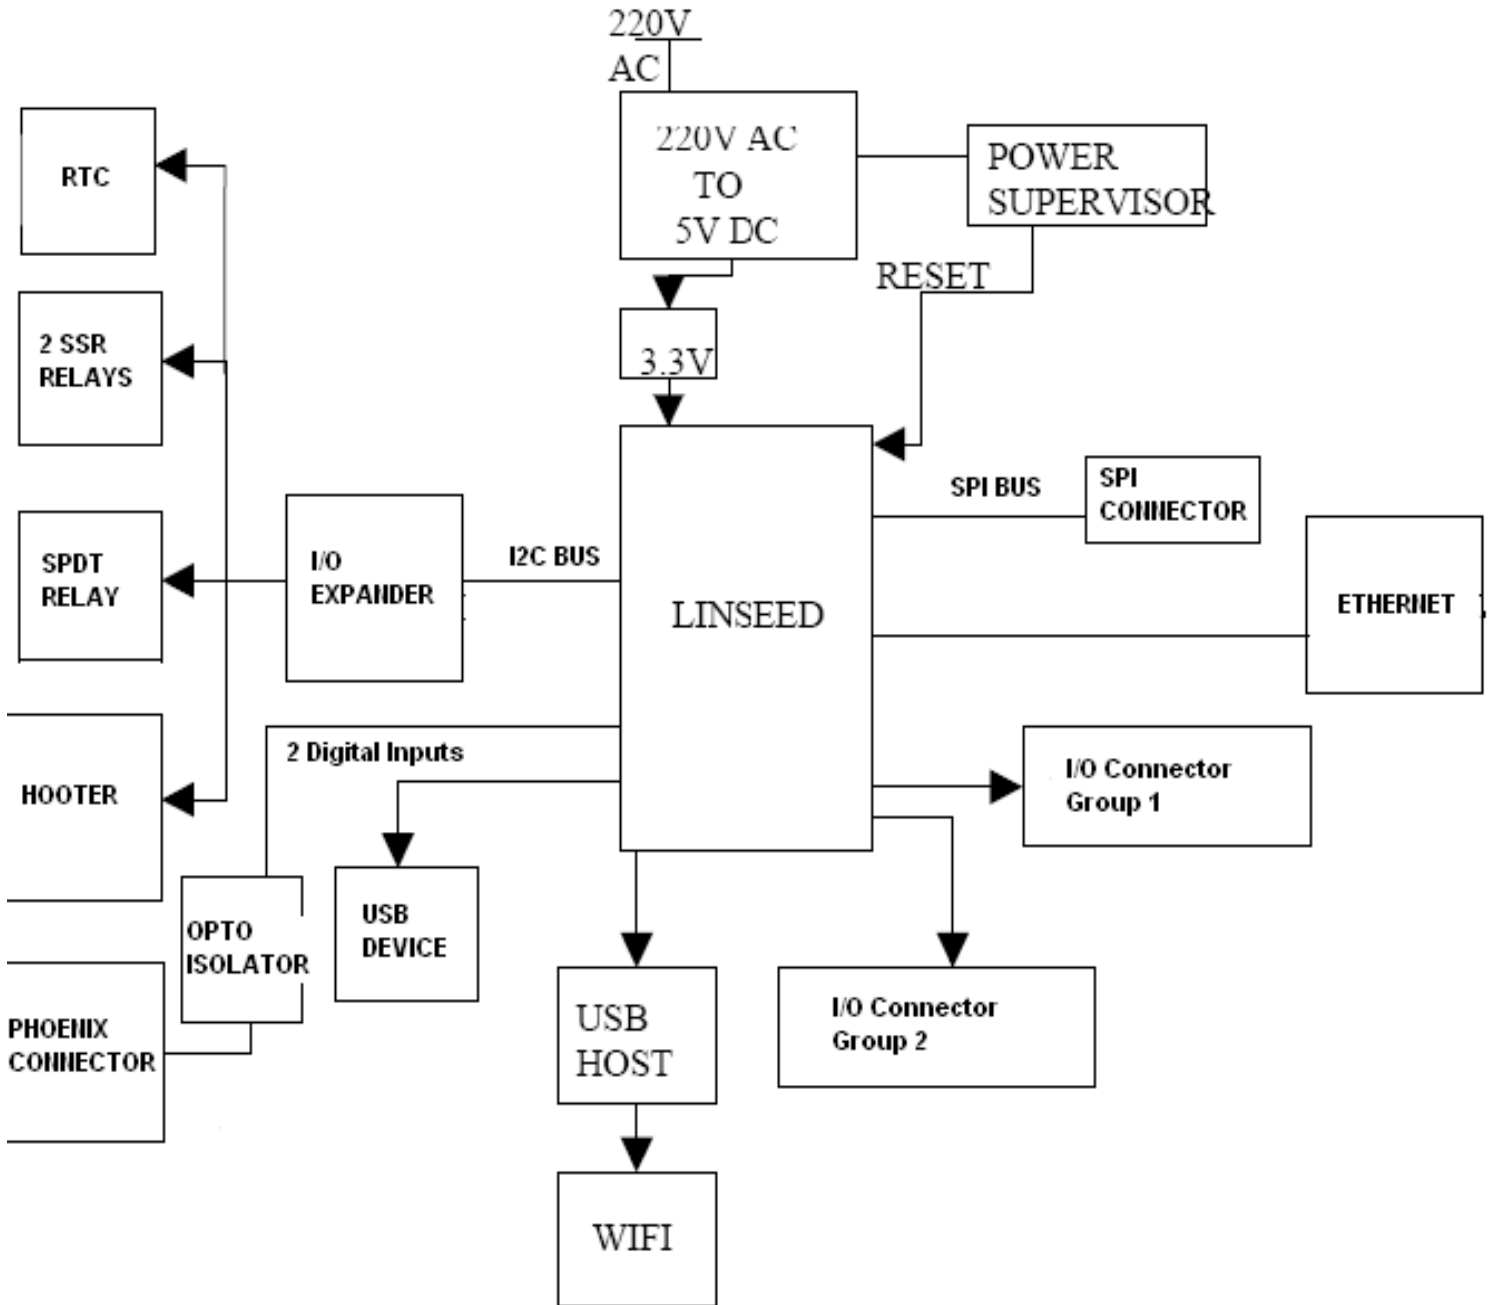 220V
AC
220V AC
TO
5V DC
POWER
SUPERVISOR
RTC
RESET
2 SSR
RELAYS
3.3V
SPI BUS
SPI
CONNECTOR
SPDT
RELAY
I/O
EXPANDER
I2C BUS
LINSEED
ETHERNET
2 Digital Inputs
HOOTER
I/O Connector
Group 1
OPTO
ISOLATOR
USB
DEVICE
PHOENIX
CONNECTOR
USB
HOST
I/O Connector
Group 2
WIFI